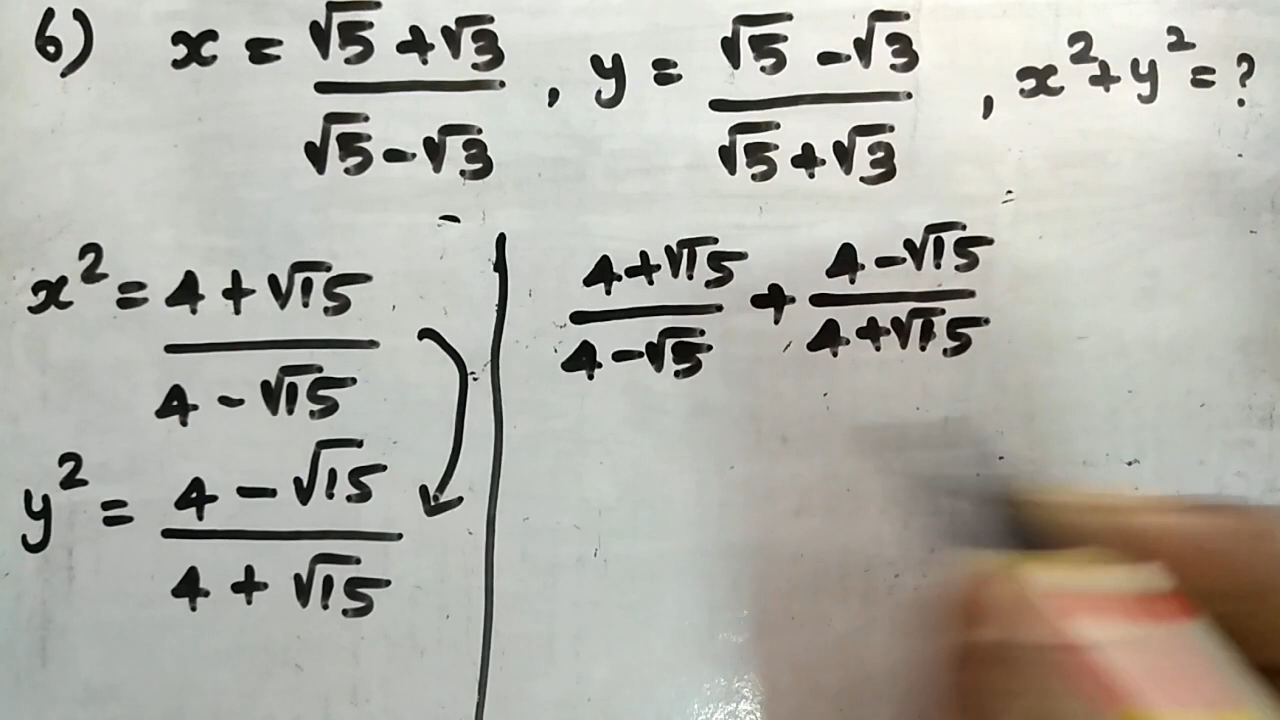 6) x = √5 + √3 / √5 - √3 , y = √5 - √3 / √5 + √3 , x² + y² = ?
x² = 4 + √15 / 4 - √15
y² = 4 - √15 / 4 + √15
4 + √15 / 4 - √5 + 4 - √15 / 4 + √15